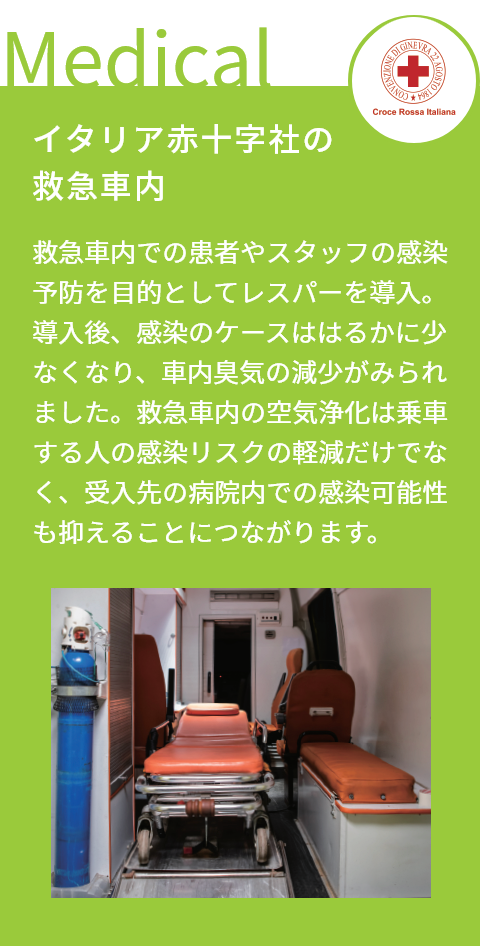 Medical
CONVENZIONE DI GINEVRA 22 AGOSTO 1864
Croce Rossa Italiana
イタリア赤十字社の
救急車内
救急車内での患者やスタッフの感染
予防を目的としてレスパーを導入。
導入後、感染のケースははるかに少
なくなり、車内臭気の減少がみられ
ました。救急車内の空気浄化は乗車
する人の感染リスクの軽減だけでな
く、受入先の病院内での感染可能性
も抑えることにつながります。